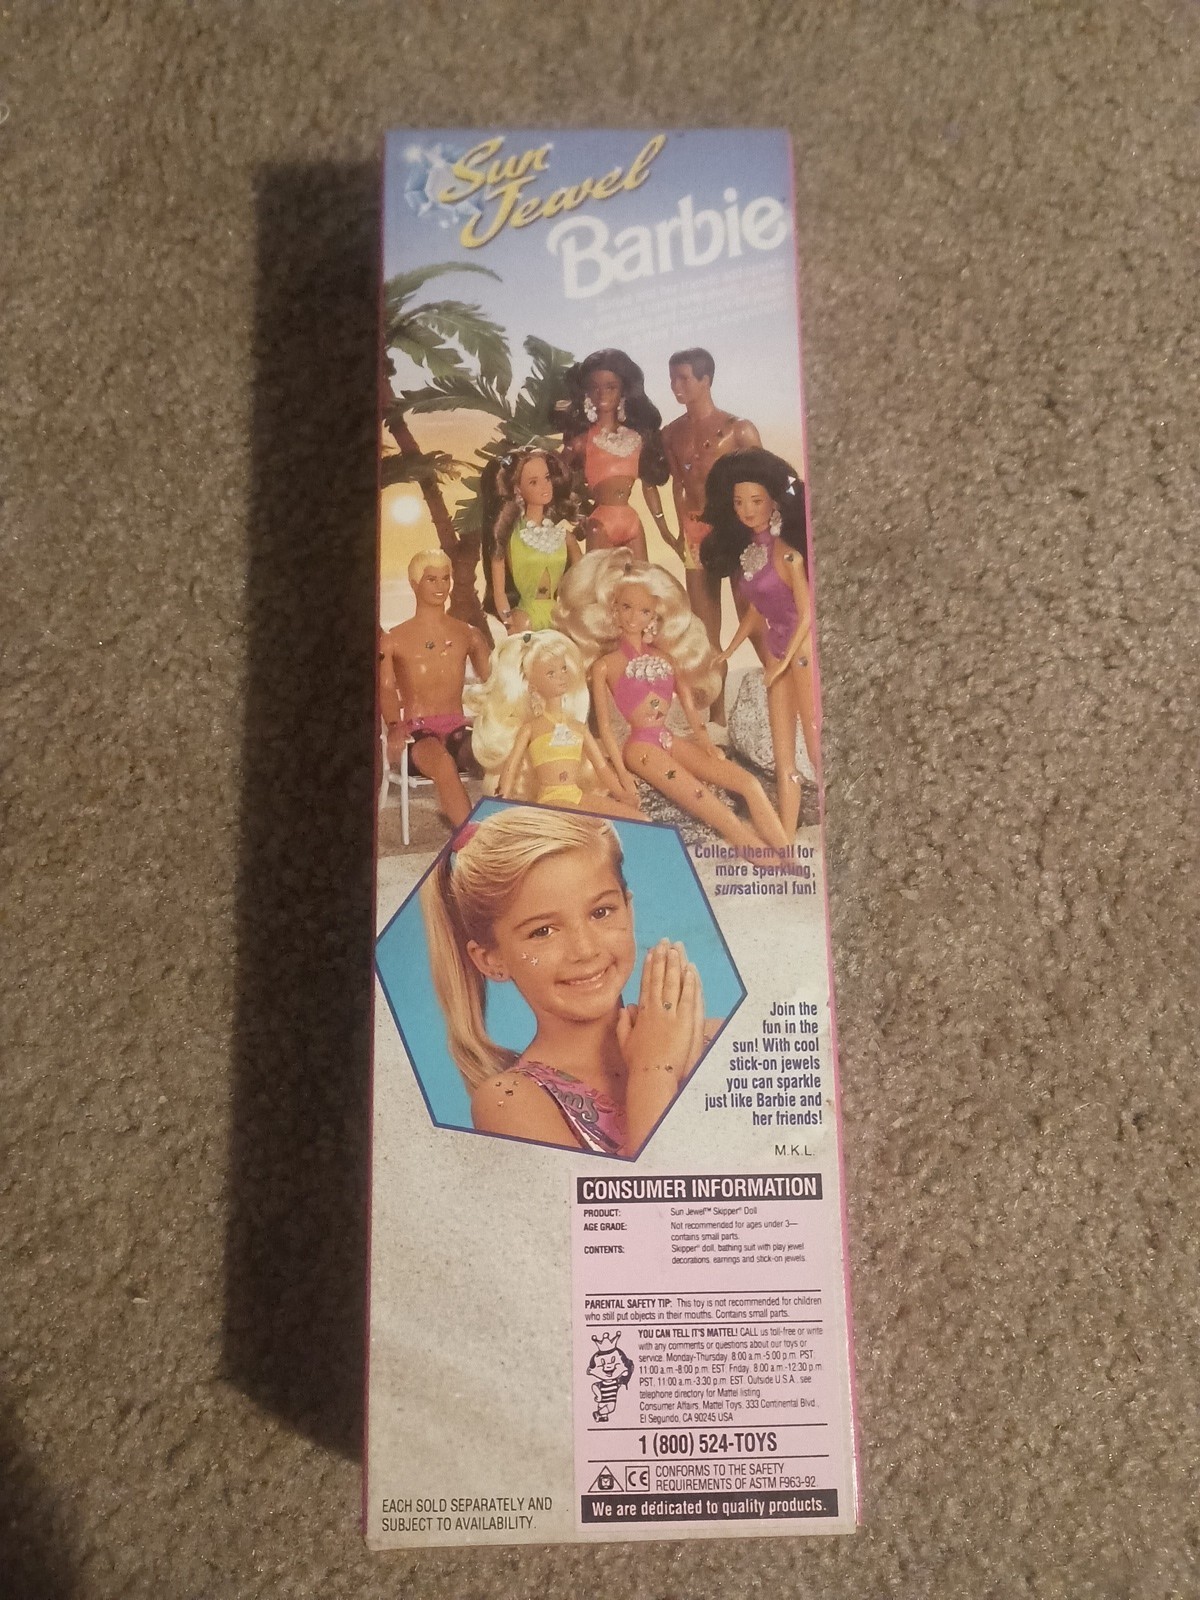 Sun
Jewel
Barbie
Collect them all for
more sparkling,
sunsational fun!
Join the
fun in the
sun! With cool
stick-on jewels
you can sparkle
just like Barbie and
her friends!
M.K.L.
CONSUMER INFORMATION
PRODUCT: Sun Jewel™ Skipper® Doll
AGE GRADE: Not recommended for ages under 3—
contains small parts.
CONTENTS: Skipper® doll, bathing suit with play jewel
decorations, earrings and stick-on jewels.
PARENTAL SAFETY TIP: This toy is not recommended for children
who still put objects in their mouths. Contains small parts.
YOU CAN TELL IT'S MATTEL! CALL us toll-free or write
with any comments or questions about our toys or
service. Monday-Thursday, 8:00 a.m.-5:00 p.m. PST,
11:00 a.m.-8:00 p.m. EST. Friday, 8:00 a.m.-12:30 p.m.
PST, 11:00 a.m.-3:30 p.m. EST. Outside U.S.A., see
telephone directory for Mattel listing.
Consumer Affairs, Mattel Toys, 333 Continental Blvd.,
El Segundo, CA 90245 USA
1 (800) 524-TOYS
CE CONFORMS TO THE SAFETY
REQUIREMENTS OF ASTM F963-92.
We are dedicated to quality products.
EACH SOLD SEPARATELY AND
SUBJECT TO AVAILABILITY.